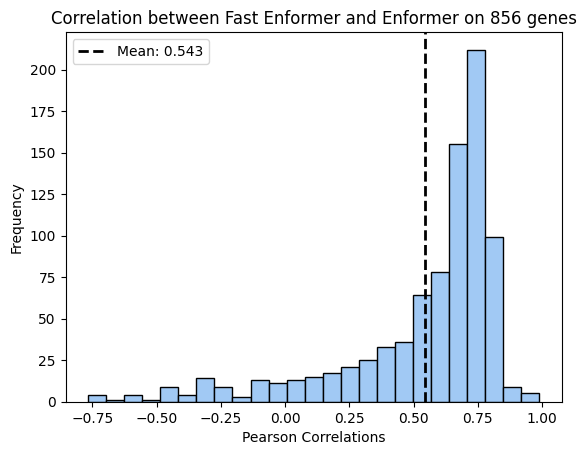 Correlation between Fast Enformer and Enformer on 856 genes
Mean: 0.543
200
175
150
125
100
75
50
25
0
Frequency
−0.75 −0.50 −0.25 0.00 0.25 0.50 0.75 1.00
Pearson Correlations